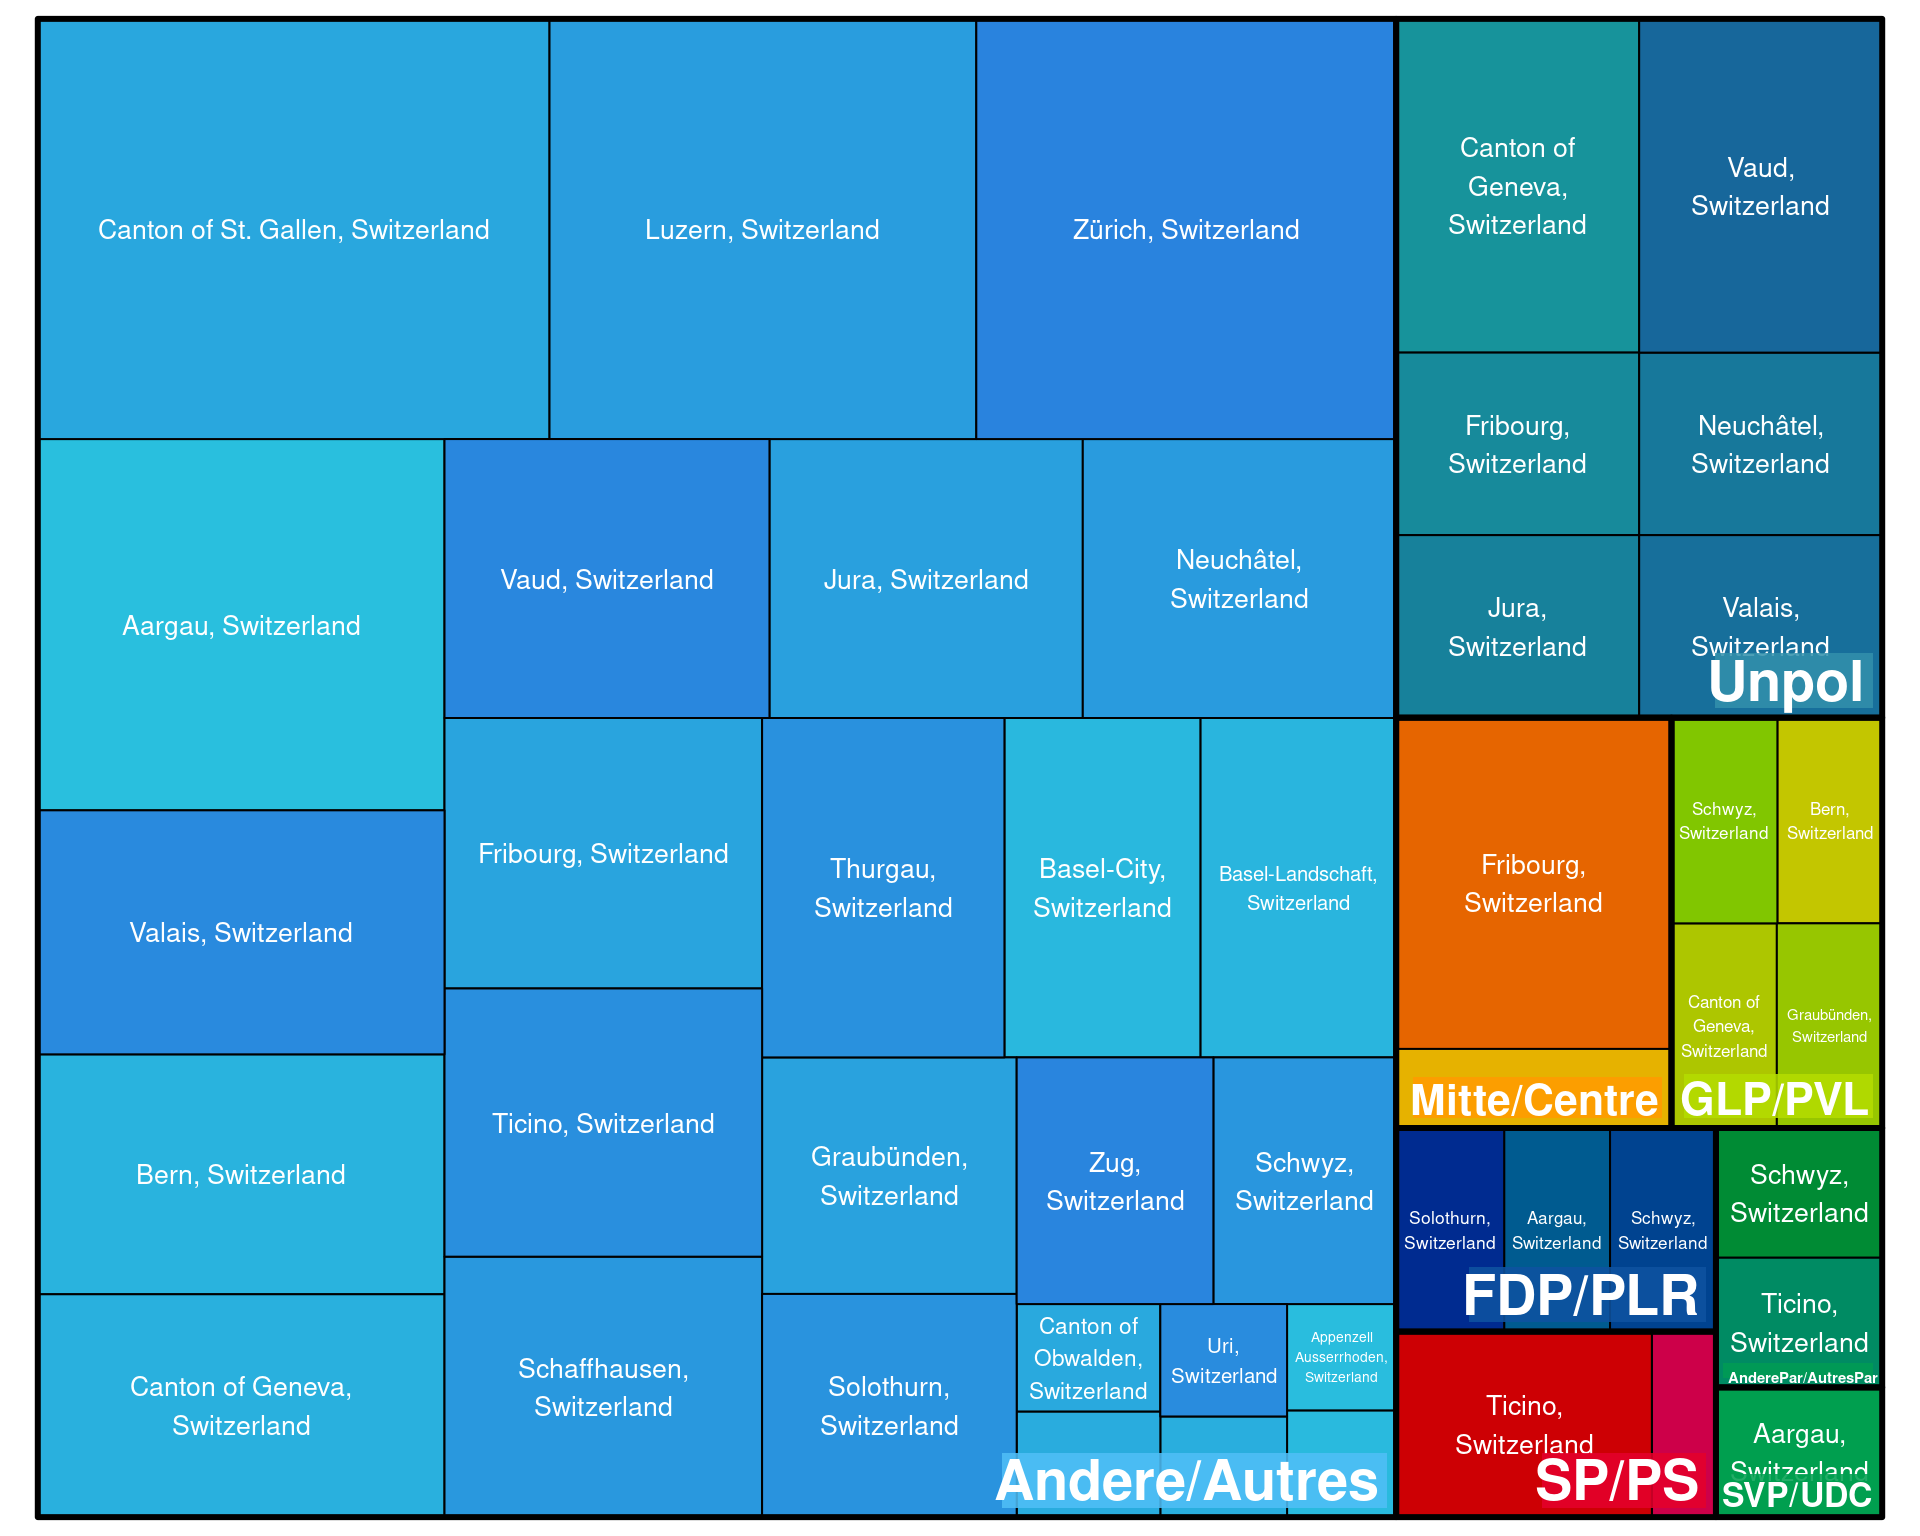 Canton of St. Gallen, Switzerland
Luzern, Switzerland
Zürich, Switzerland
Aargau, Switzerland
Vaud, Switzerland
Jura, Switzerland
Neuchâtel,
Switzerland
Valais, Switzerland
Fribourg, Switzerland
Thurgau,
Switzerland
Basel-City,
Switzerland
Basel-Landschaft,
Switzerland
Bern, Switzerland
Ticino, Switzerland
Graubünden,
Switzerland
Zug,
Switzerland
Schwyz,
Switzerland
Canton of Geneva,
Switzerland
Schaffhausen,
Switzerland
Solothurn,
Switzerland
Canton of
Obwalden,
Switzerland
Uri,
Switzerland
Appenzell
Ausserrhoden,
Switzerland
Andere/Autres
Canton of
Geneva,
Switzerland
Vaud,
Switzerland
Fribourg,
Switzerland
Neuchâtel,
Switzerland
Jura,
Switzerland
Valais,
Switzerland
Unpol
Fribourg,
Switzerland
Mitte/Centre
Schwyz,
Switzerland
Bern,
Switzerland
Canton of
Geneva,
Switzerland
Graubünden,
Switzerland
GLP/PVL
Solothurn,
Switzerland
Aargau,
Switzerland
Schwyz,
Switzerland
FDP/PLR
Schwyz,
Switzerland
Ticino,
Switzerland
AnderePar/AutresPar
Ticino,
Switzerland
SP/PS
Aargau,
Switzerland
SVP/UDC